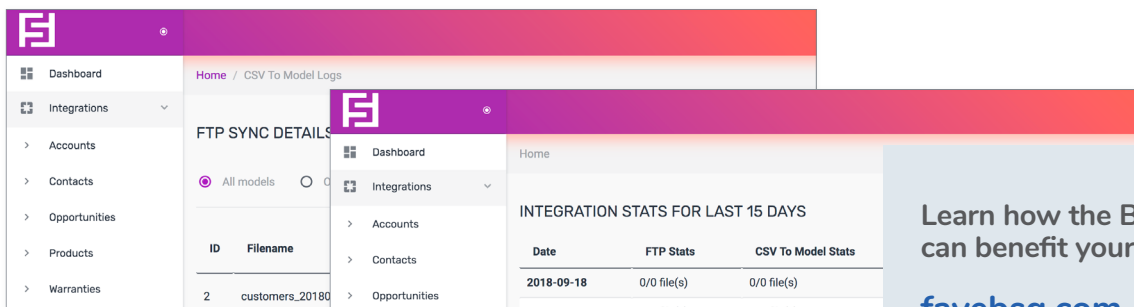 Dashboard
Integrations
Accounts
Contacts
Opportunities
Products
Warranties
Home / CSV To Model Logs
FTP SYNC DETAILS
All models
ID Filename
2 customers_20180
Dashboard
Integrations
Accounts
Contacts
Opportunities
Home
INTEGRATION STATS FOR LAST 15 DAYS
Date FTP Stats CSV To Model Stats
2018-09-18 0/0 file(s) 0/0 file(s)
Learn how the B
can benefit your